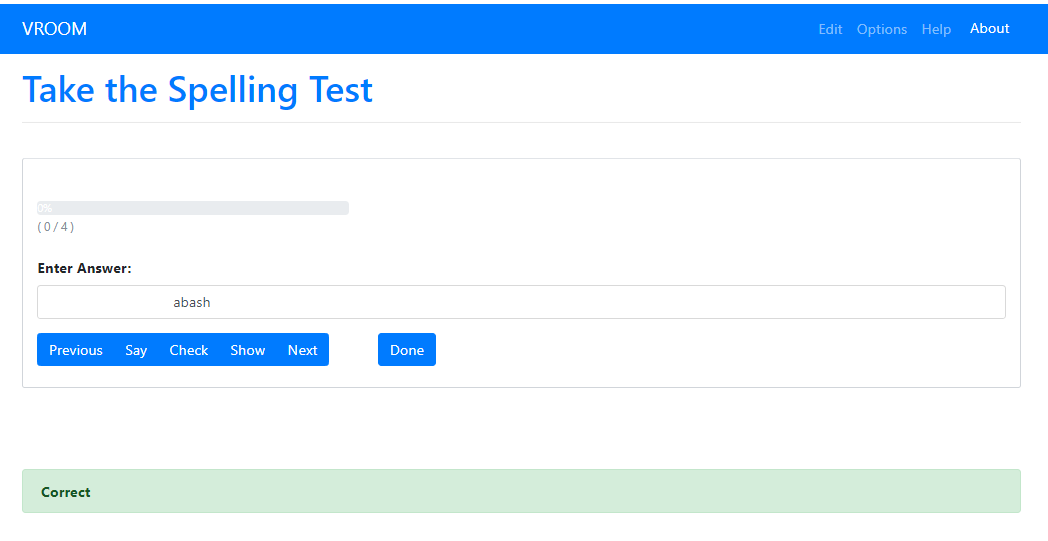 VROOM Edit Options Help About
Take the Spelling Test
0%
( 0 / 4 )
Enter Answer:
abash
Previous Say Check Show Next Done
Correct